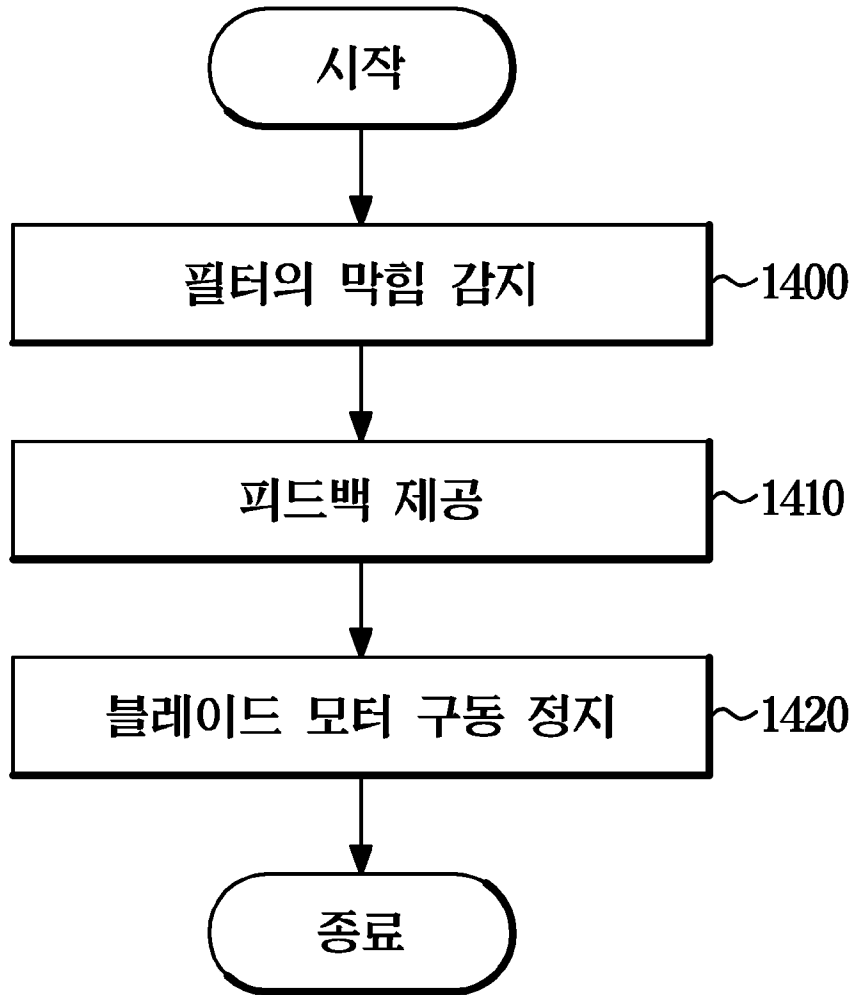 시작
필터의 막힘 감지
1400
피드백 제공
1410
블레이드 모터 구동 정지
1420
종료